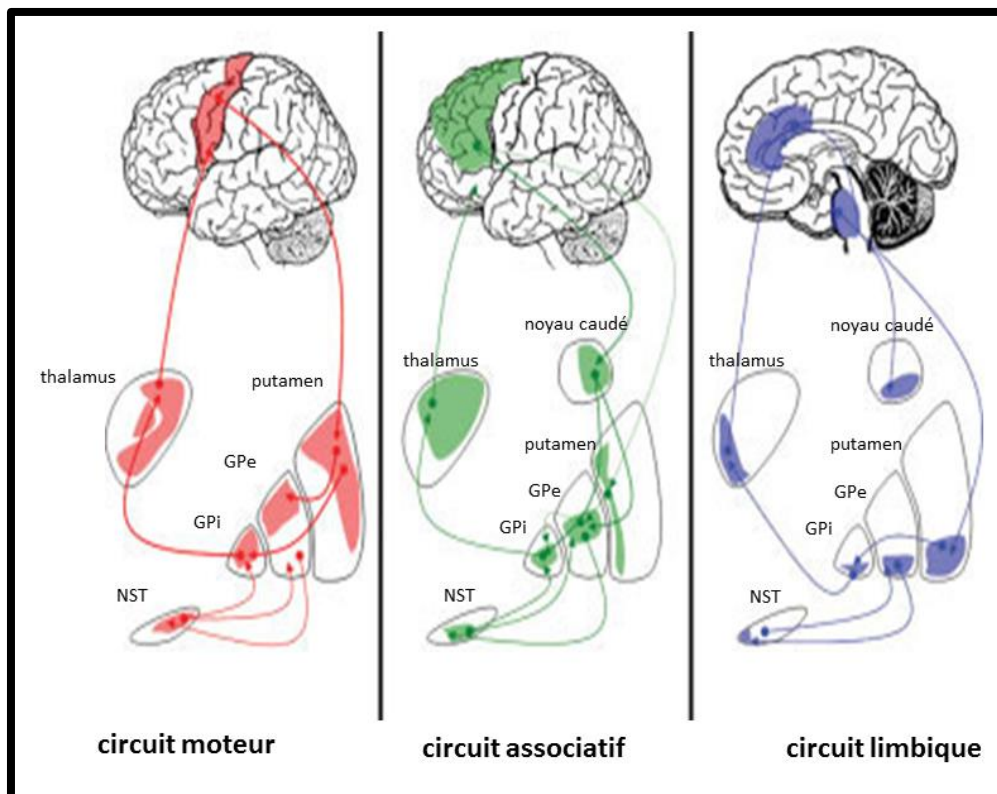 thalamus
putamen
GPe
GPi
NST
circuit moteur
noyau caudé
thalamus
putamen
GPe
GPi
NST
circuit associatif
noyau caudé
thalamus
putamen
GPe
GPi
NST
circuit limbique